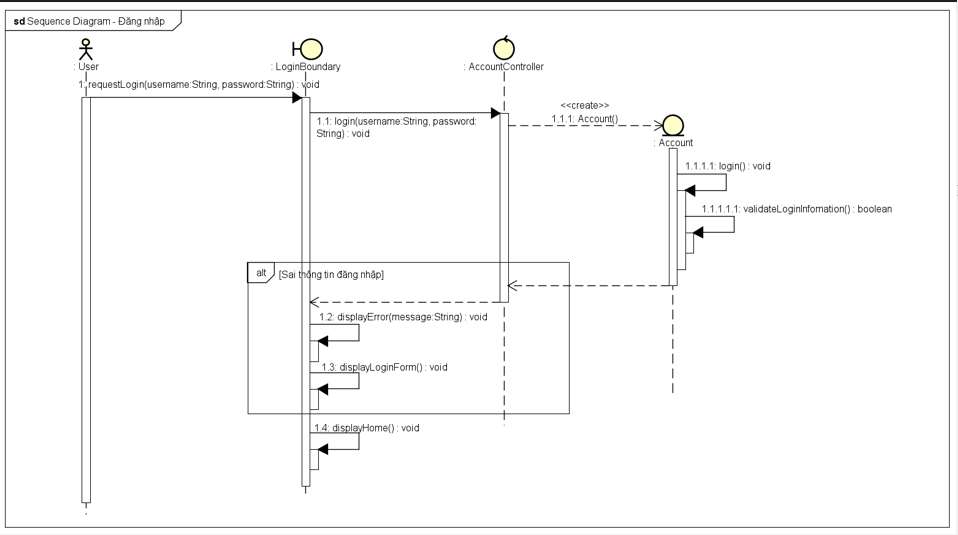 sd Sequence Diagram - Đăng nhập
: User
: LoginBoundary
: AccountController
1: requestLogin(username:String, password:String) : void
<<create>>
1.1: login(username:String, password:
String) : void
1.1.1: Account()
: Account
1.1.1.1: login() : void
1.1.1.1.1: validateLoginInfomation() : boolean
alt
[Sai thông tin đăng nhập]
1.2: displayError(message:String) : void
1.3: displayLoginForm() : void
1.4: displayHome() : void